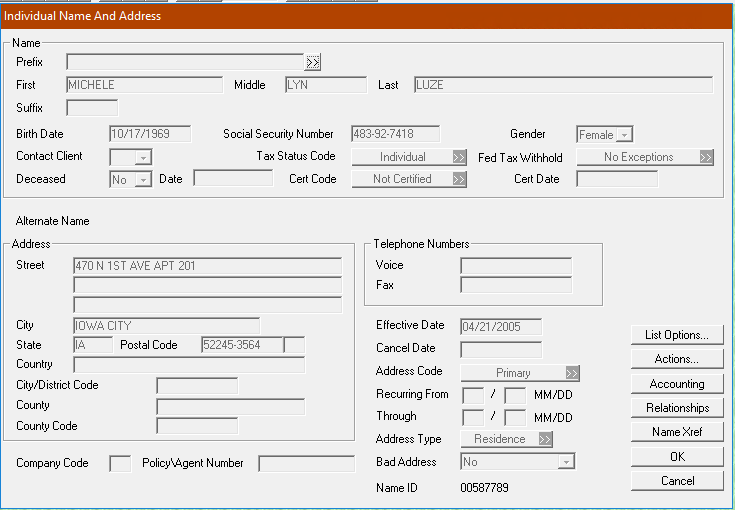 Individual Name And Address
Name
Prefix >>
First MICHELE Middle LYN Last LUZE
Suffix
Birth Date 10/17/1969 Social Security Number 483-92-7418 Gender Female
Contact Client Tax Status Code Individual >> Fed Tax Withhold No Exceptions >>
Deceased No Date Cert Code Not Certified >> Cert Date
Alternate Name
Address
Street 470 N 1ST AVE APT 201
City IOWA CITY
State IA Postal Code 52245-3564
Country
City/District Code
County
County Code
Telephone Numbers
Voice
Fax
Effective Date 04/21/2005
Cancel Date
Address Code Primary >>
Recurring From / MM/DD
Through / MM/DD
Address Type Residence >>
Bad Address No
Name ID 00587789
Company Code Policy\Agent Number
List Options...
Actions...
Accounting
Relationships
Name Xref
OK
Cancel